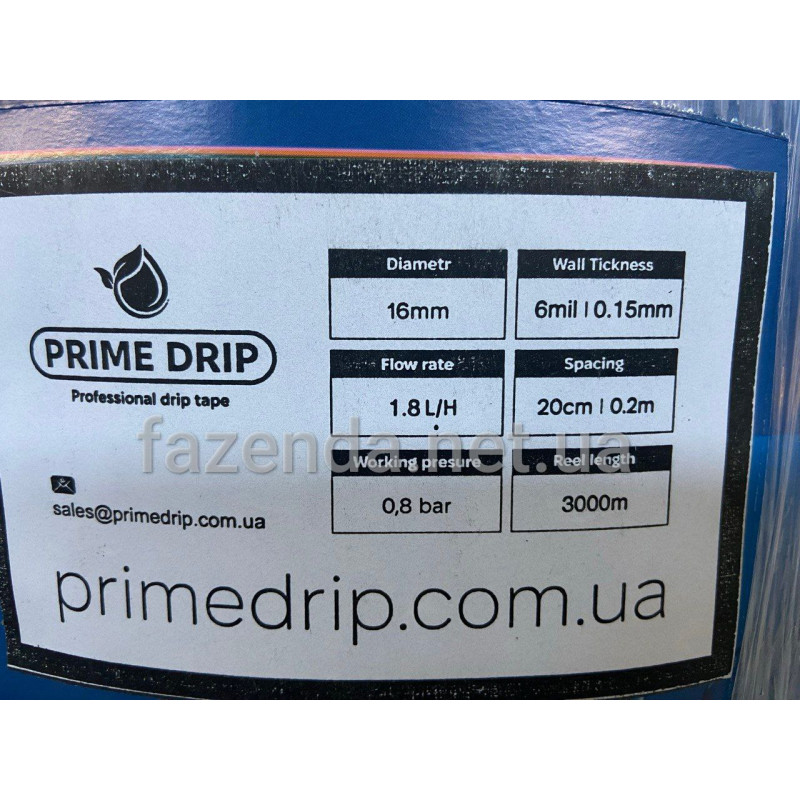 PRIME DRIP
Professional drip tape
sales@primedrip.com.ua
Diametr
16mm
Wall Tickness
6mil | 0.15mm
Flow rate
1.8 L/H
Spacing
20cm | 0.2m
Working presure
0,8 bar
Reel length
3000m
fazenda.net.ua
primedrip.com.ua